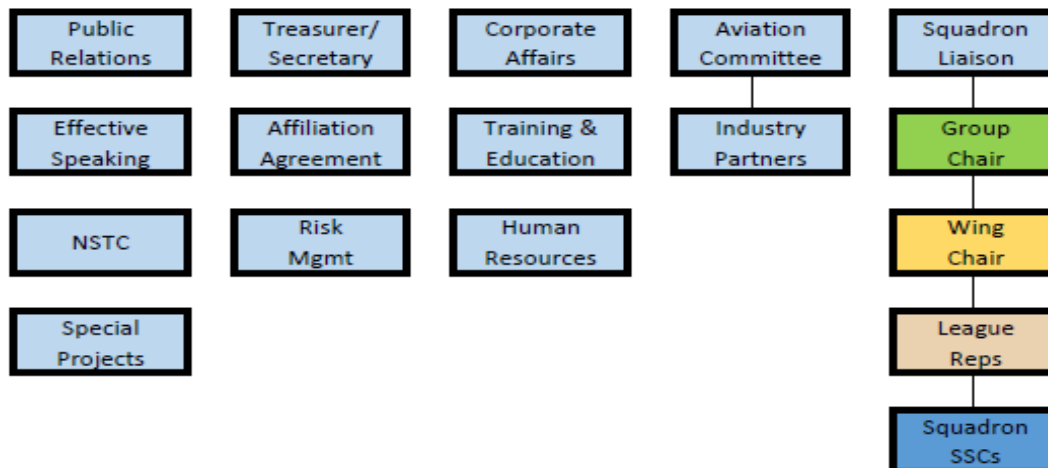 Public
Relations
Treasurer/
Secretary
Corporate
Affairs
Aviation
Committee
Squadron
Liaison
Effective
Speaking
Affiliation
Agreement
Training &
Education
Industry
Partners
Group
Chair
NSTC
Risk
Mgmt
Human
Resources
Wing
Chair
Special
Projects
League
Reps
Squadron
SSCs